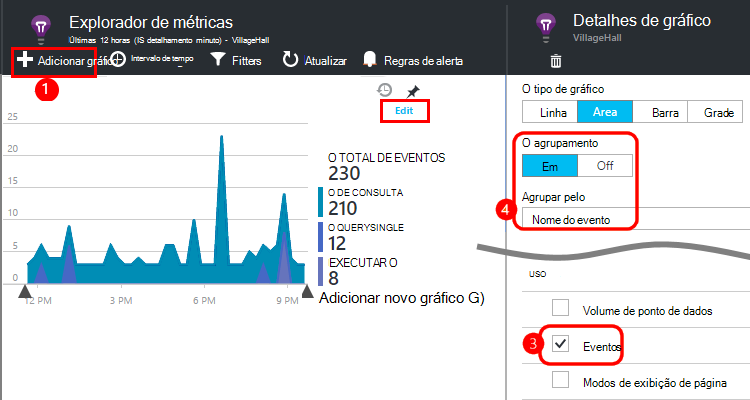 Explorador de métricas
Últimas 12 horas (IS detalhamento minuto) - VillageHall
Adicionar gráfico
Intervalo de tempo
Fitters
Atualizar
Regras de alerta
1
Edit
25
20
15
10
5
0
12 PM
3 PM
6 PM
9 PM
O TOTAL DE EVENTOS
230
O DE CONSULTA
210
O QUERYSINGLE
12
EXECUTAR O
8
Adicionar novo gráfico G)
Detalhes de gráfico
VillageHall
O tipo de gráfico
Linha
Área
Barra
Grade
O agrupamento
Em
Off
4
Agrupar pelo
Nome do evento
USO
Volume de ponto de dados
3
Eventos
Modos de exibição de página